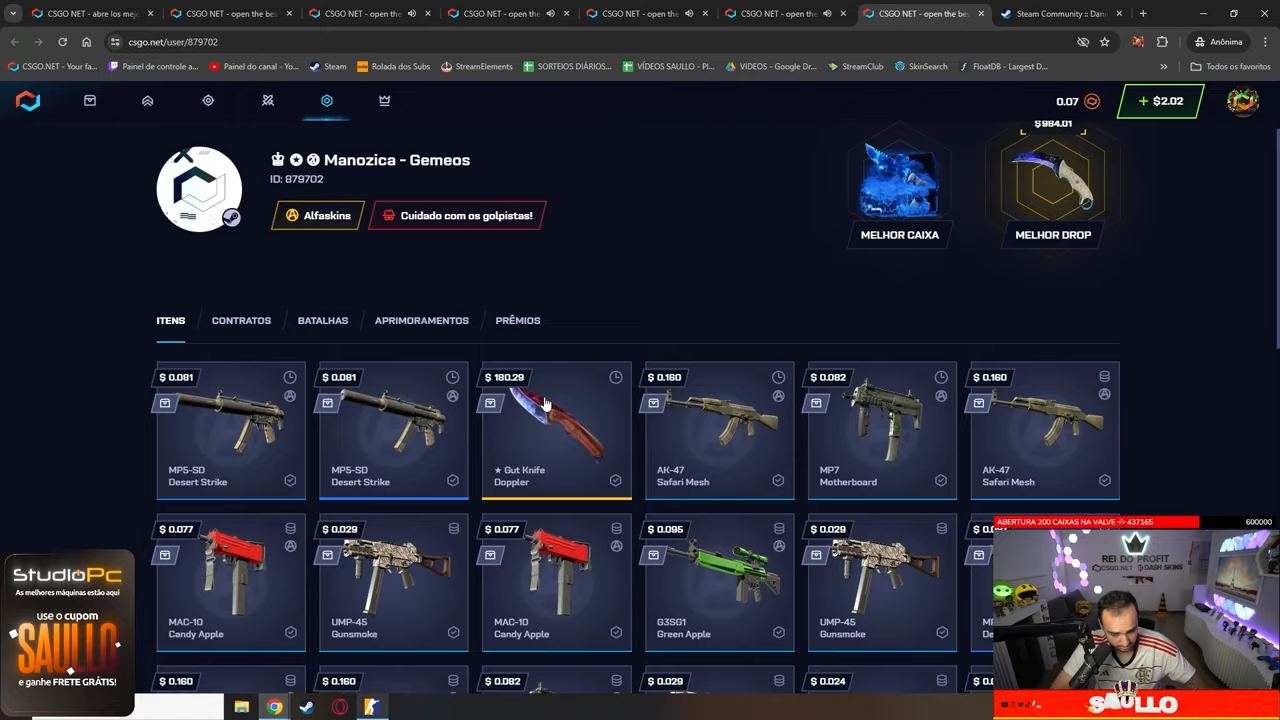 CSGO NET - abre los mej
CSGO NET - open the bes
CSGO NET - open the
CSGO NET - open the
CSGO NET - open the
CSGO NET - open the
CSGO NET - open the bes
Steam Community :: Dani
csgo.net/user/879702
Anônima
CSGO.NET - Your fa...
Painel de controle a...
Painel do canal - Yo...
Steam
Rolada dos Subs
StreamElements
SORTEIOS DIÁRIOS...
VÍDEOS SAULLO - Pl...
VIDEOS - Google Dr...
StreamClub
SkinSearch
FloatDB - Largest D...
Todos os favoritos
0.07
+ $2.02
Manozica - Gemeos
ID: 879702
Alfaskins
Cuidado com os golpistas!
MELHOR CAIXA
$984.01
MELHOR DROP
ITENS
CONTRATOS
BATALHAS
APRIMORAMENTOS
PRÊMIOS
$ 0.081
MP5-SD
Desert Strike
$ 0.081
MP5-SD
Desert Strike
$ 180.29
★ Gut Knife
Doppler
$ 0.160
AK-47
Safari Mesh
$ 0.082
MP7
Motherboard
$ 0.160
AK-47
Safari Mesh
$ 0.077
MAC-10
Candy Apple
$ 0.029
UMP-45
Gunsmoke
$ 0.077
MAC-10
Candy Apple
$ 0.095
G3SG1
Green Apple
$ 0.029
UMP-45
Gunsmoke
$ 0.160
$ 0.160
$ 0.082
$ 0.029
$ 0.024
StudioPc
As melhores máquinas estão aqui
use o cupom
SAULLO
e ganhe FRETE GRÁTIS!
ABERTURA 200 CAIXAS NA VALVE
437165
600000
REI DO PROFIT
CSGO.NET
DASH SKINS
SAULLO